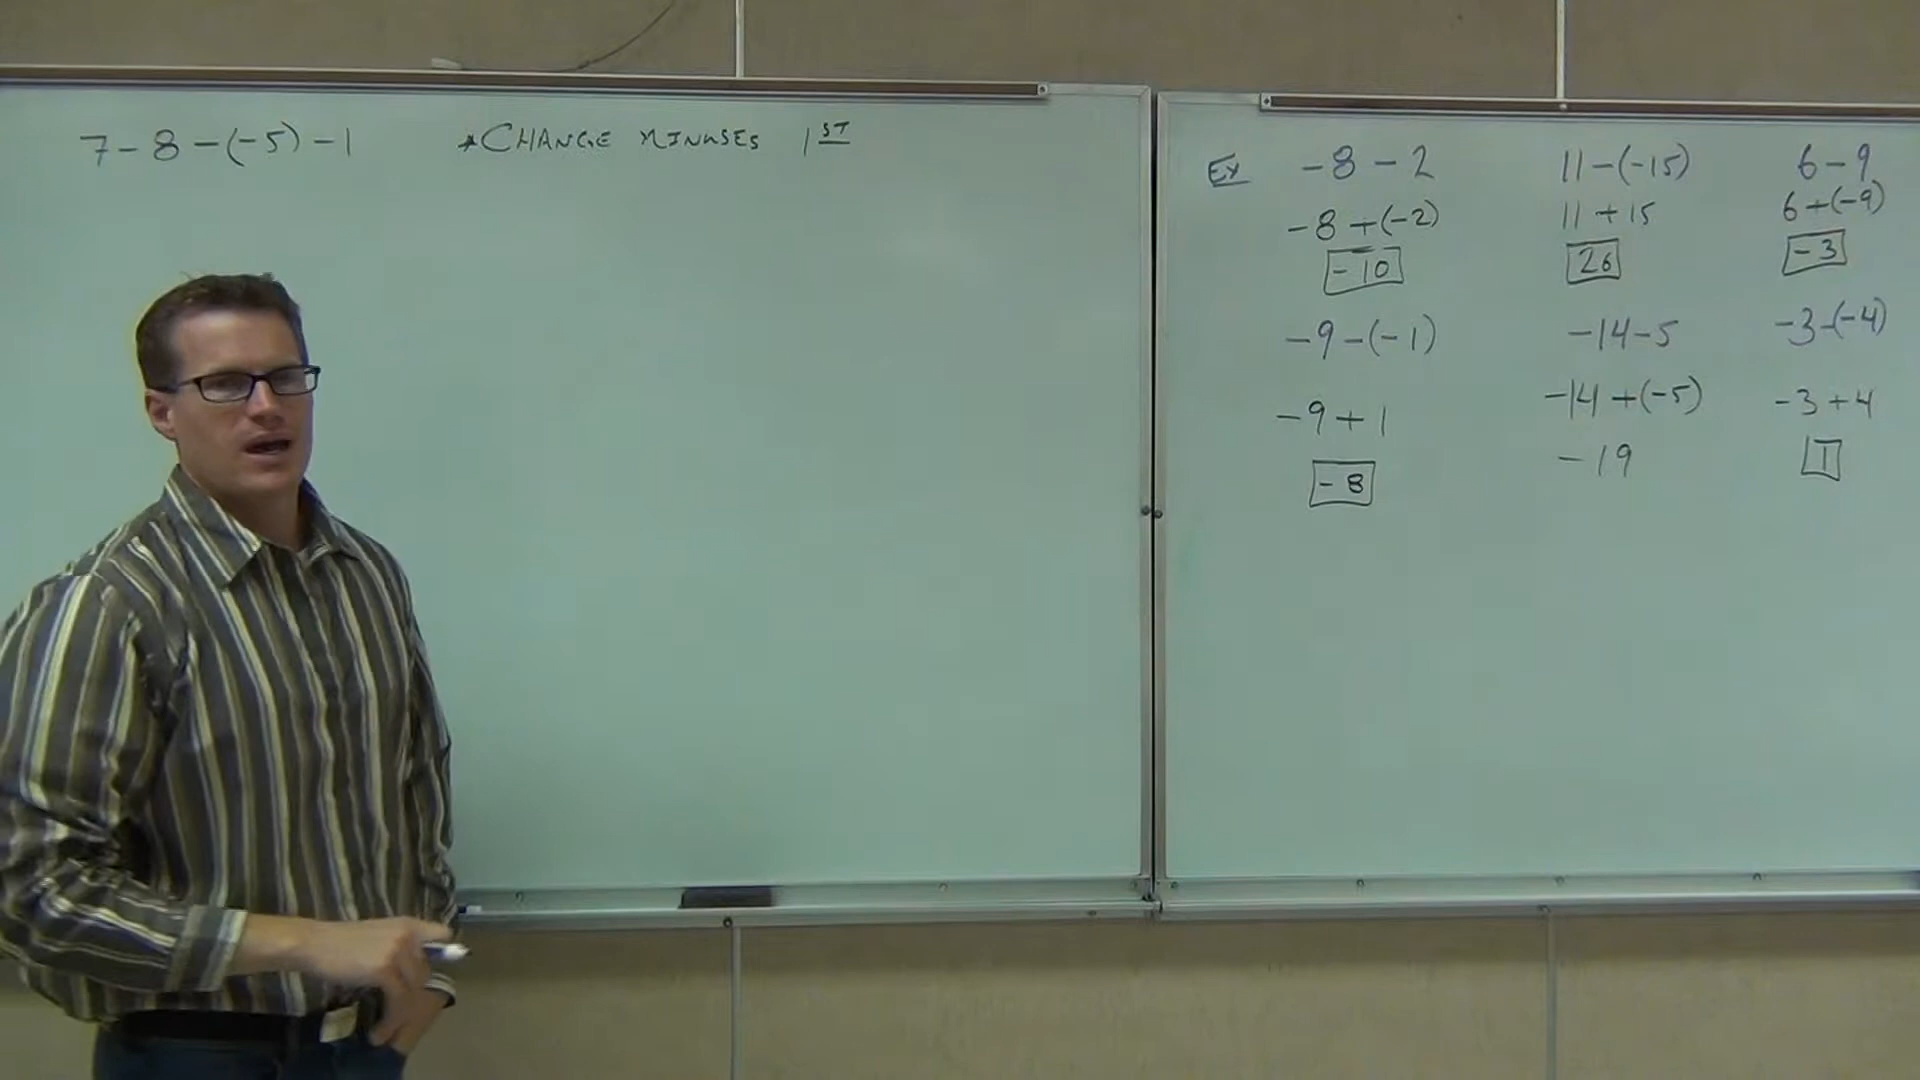 7 - 8 - (-5) - 1
*CHANGE MINUSES 1ST
EX
-8 - 2
-8 + (-2)
-10
11 - (-15)
11 + 15
26
6 - 9
6 + (-9)
-3
-9 - (-1)
-9 + 1
-8
-14 - 5
-14 + (-5)
-19
-3 - (-4)
-3 + 4
1